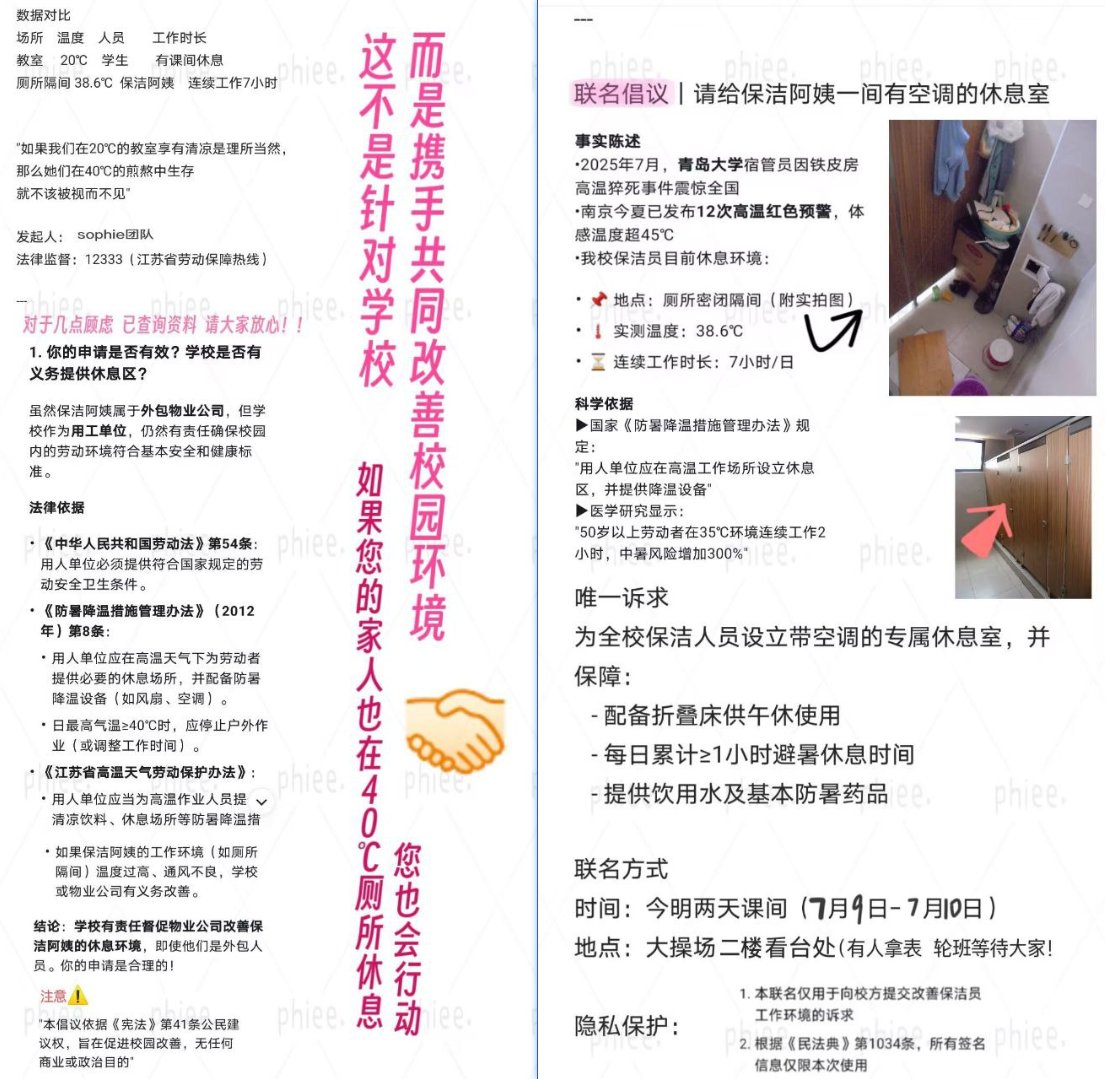 数据对比
场所 温度 人员 工作时长
教室 20℃ 学生 有课间休息
厕所隔间 38.6℃ 保洁阿姨 连续工作7小时
"如果我们在20℃的教室享有清凉是理所当然，
那么她们在40℃的煎熬中生存
就不该被视而不见"
发起人： sophie团队
法律监督：12333（江苏省劳动保障热线）
---
对于几点顾虑 已查询资料 请大家放心！！
1. 你的申请是否有效？学校是否有
义务提供休息区？
虽然保洁阿姨属于外包物业公司，但学
校作为用工单位，仍然有责任确保校园
内的劳动环境符合基本安全和健康标
准。
法律依据
• 《中华人民共和国劳动法》第54条：
用人单位必须提供符合国家规定的劳
动安全卫生条件。
• 《防暑降温措施管理办法》（2012
年）第8条：
• 用人单位应在高温天气下为劳动者
提供必要的休息场所，并配备防暑
降温设备（如风扇、空调）。
• 日最高气温≥40℃时，应停止户外作
业（或调整工作时间）。
• 《江苏省高温天气劳动保护办法》：
• 用人单位应当为高温作业人员提
清凉饮料、休息场所等防暑降温措
• 如果保洁阿姨的工作环境（如厕所
隔间）温度过高、通风不良，学校
或物业公司有义务改善。
结论：学校有责任督促物业公司改善保
洁阿姨的休息环境，即使他们是外包人
员。你的申请是合理的！
注意⚠️
"本倡议依据《宪法》第41条公民建
议权，旨在促进校园改善，无任何
商业或政治目的"
这不是针对学校
而是携手共同改善校园环境
如果您的家人也在40℃厕所休息
您也会行动
---
联名倡议 | 请给保洁阿姨一间有空调的休息室
事实陈述
•2025年7月，青岛大学宿管员因铁皮房
高温猝死事件震惊全国
•南京今夏已发布12次高温红色预警，体
感温度超45℃
•我校保洁员目前休息环境：
• 📌 地点：厕所密闭隔间（附实拍图）
• 🌡️ 实测温度：38.6℃
• ⏳ 连续工作时长：7小时/日
科学依据
▶国家《防暑降温措施管理办法》规
定：
"用人单位应在高温工作场所设立休息
区，并提供降温设备"
▶医学研究显示：
"50岁以上劳动者在35℃环境连续工作2
小时，中暑风险增加300%"
唯一诉求
为全校保洁人员设立带空调的专属休息室，并
保障：
- 配备折叠床供午休使用
- 每日累计≥1小时避暑休息时间
- 提供饮用水及基本防暑药品
联名方式
时间：今明两天课间（7月9日-7月10日）
地点：大操场二楼看台处(有人拿表 轮班等待大家！
隐私保护：
1. 本联名仅用于向校方提交改善保洁员
工作环境的诉求
2. 根据《民法典》第1034条，所有签名
信息仅限本次使用
phiee.